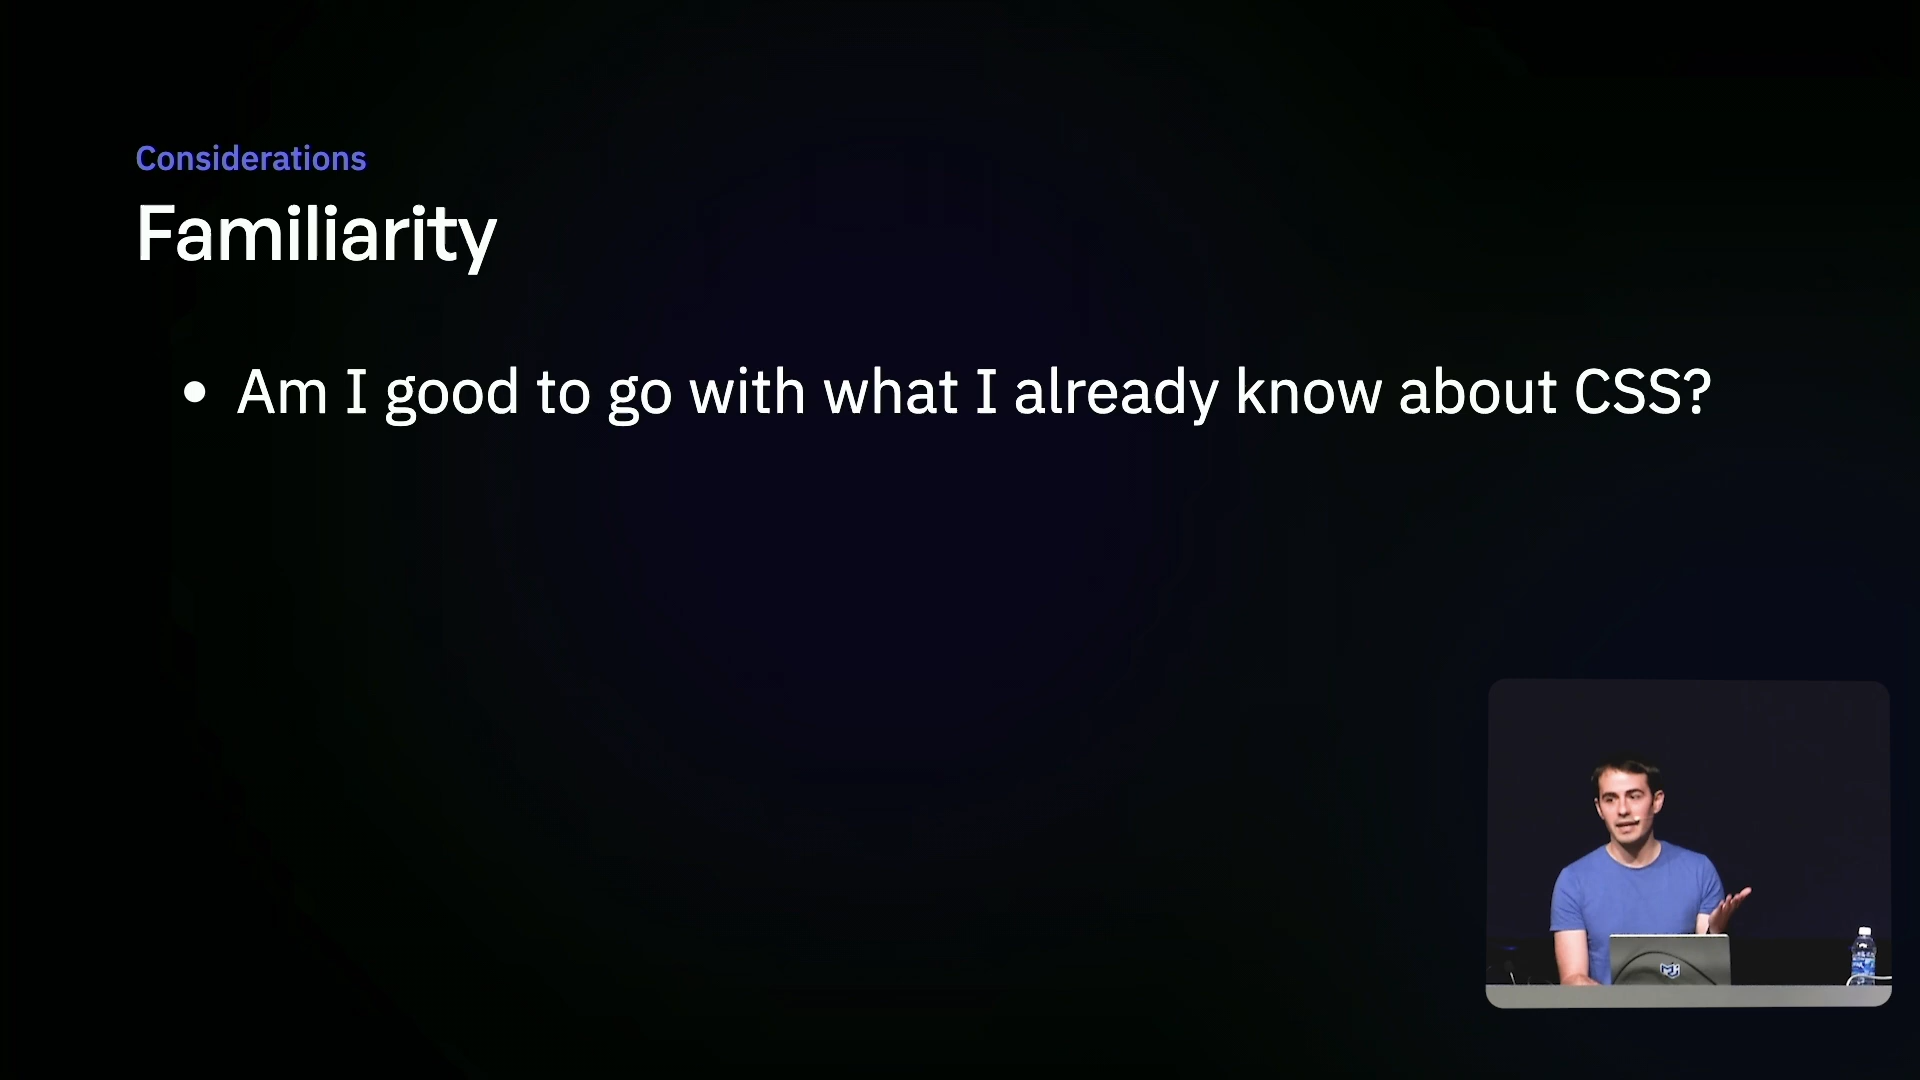 Considerations
Familiarity
• Am I good to go with what I already know about CSS?